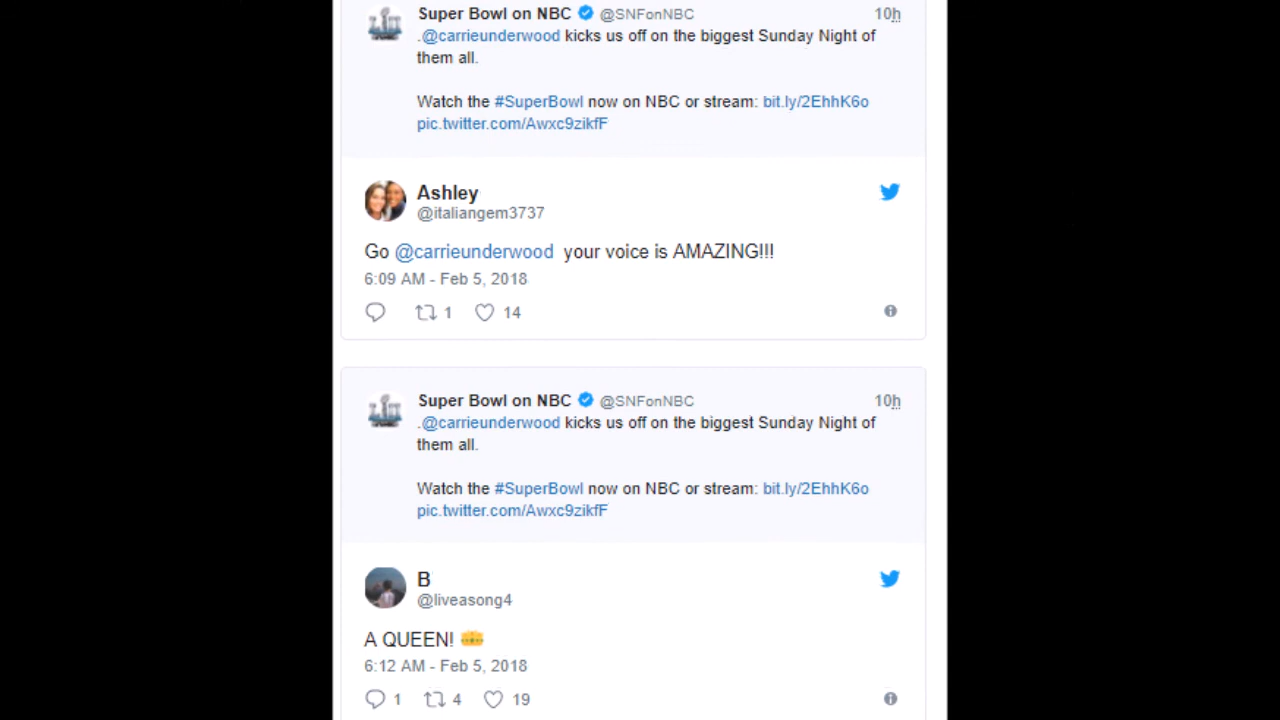 Super Bowl on NBC @SNFonNBC 10h
.@carrieunderwood kicks us off on the biggest Sunday Night of
them all.
Watch the #SuperBowl now on NBC or stream: bit.ly/2EhhK6o
pic.twitter.com/Awxc9zikfF
Ashley
@italiangem3737
Go @carrieunderwood your voice is AMAZING!!!
6:09 AM - Feb 5, 2018
1 14
Super Bowl on NBC @SNFonNBC 10h
.@carrieunderwood kicks us off on the biggest Sunday Night of
them all.
Watch the #SuperBowl now on NBC or stream: bit.ly/2EhhK6o
pic.twitter.com/Awxc9zikfF
B
@liveasong4
A QUEEN! 👑
6:12 AM - Feb 5, 2018
1 4 19